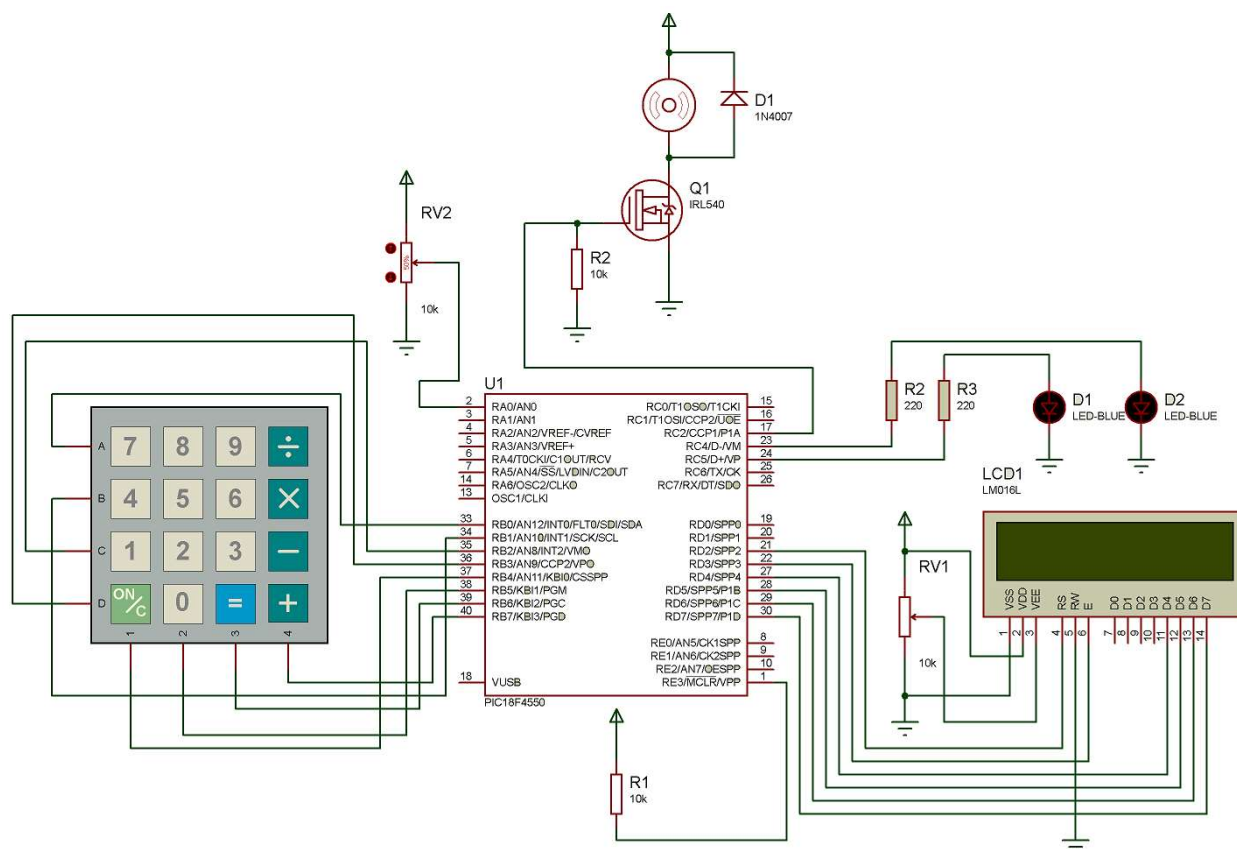 D1
1N4007
Q1
IRL540
RV2
50%
10k
R2
10k
U1
2 RA0/AN0
3 RA1/AN1
4 RA2/AN2/VREF-/CVREF
5 RA3/AN3/VREF+
6 RA4/T0CKI/C1OUT/RCV
7 RA5/AN4/SS/LVDIN/C2OUT
14 RA6/OSC2/CLKO
13 OSC1/CLKI
33 RB0/AN12/INT0/FLT0/SDI/SDA
34 RB1/AN10/INT1/SCK/SCL
35 RB2/AN8/INT2/VMO
36 RB3/AN9/CCP2/VPO
37 RB4/AN11/KBI0/CSSPP
38 RB5/KBI1/PGM
39 RB6/KBI2/PGC
40 RB7/KBI3/PGD
18 VUSB
RC0/T1OSO/T1CKI 15
RC1/T1OSI/CCP2/UOE 16
RC2/CCP1/P1A 17
RC4/D-/VM 23
RC5/D+/VP 24
RC6/TX/CK 25
RC7/RX/DT/SDO 26
RD0/SPP0 19
RD1/SPP1 20
RD2/SPP2 21
RD3/SPP3 22
RD4/SPP4 27
RD5/SPP5/P1B 28
RD6/SPP6/P1C 29
RD7/SPP7/P1D 30
RE0/AN5/CK1SPP 8
RE1/AN6/CK2SPP 9
RE2/AN7/OESPP 10
RE3/MCLR/VPP 1
PIC18F4550
R2
220
R3
220
D1
LED-BLUE
D2
LED-BLUE
A 7 8 9 ÷
B 4 5 6 ×
C 1 2 3 −
D ON/C 0 = +
1 2 3 4
LCD1
LM016L
RV1
10k
VSS VDD VEE RS RW E D0 D1 D2 D3 D4 D5 D6 D7
1 2 3 4 5 6 7 8 9 10 11 12 13 14
R1
10k